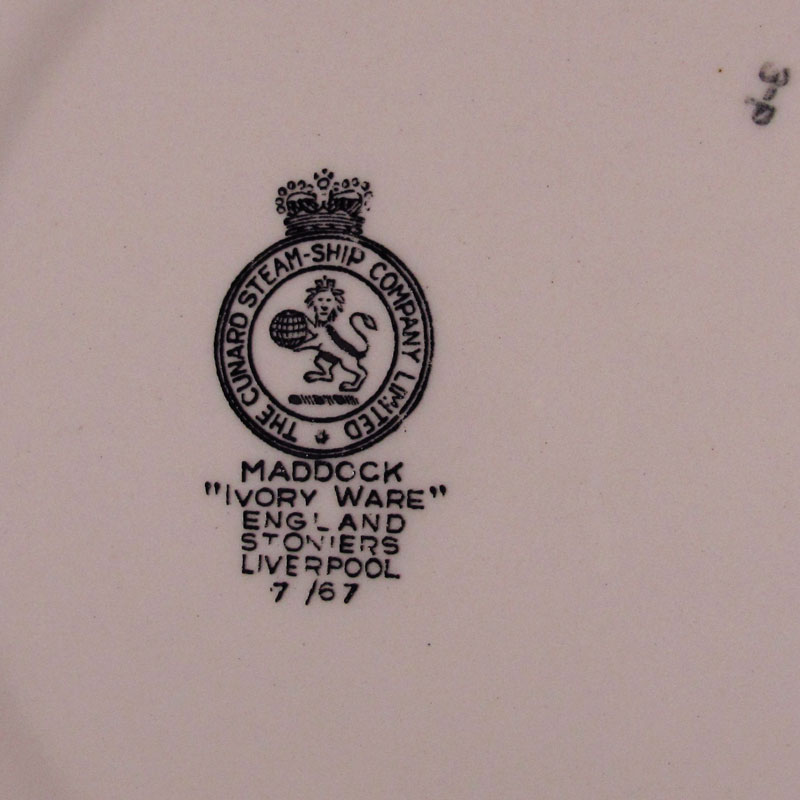 THE CUNARD STEAM-SHIP COMPANY LIMITED
MADDOCK
"IVORY WARE"
ENGLAND
STONIERS
LIVERPOOL
7 /67